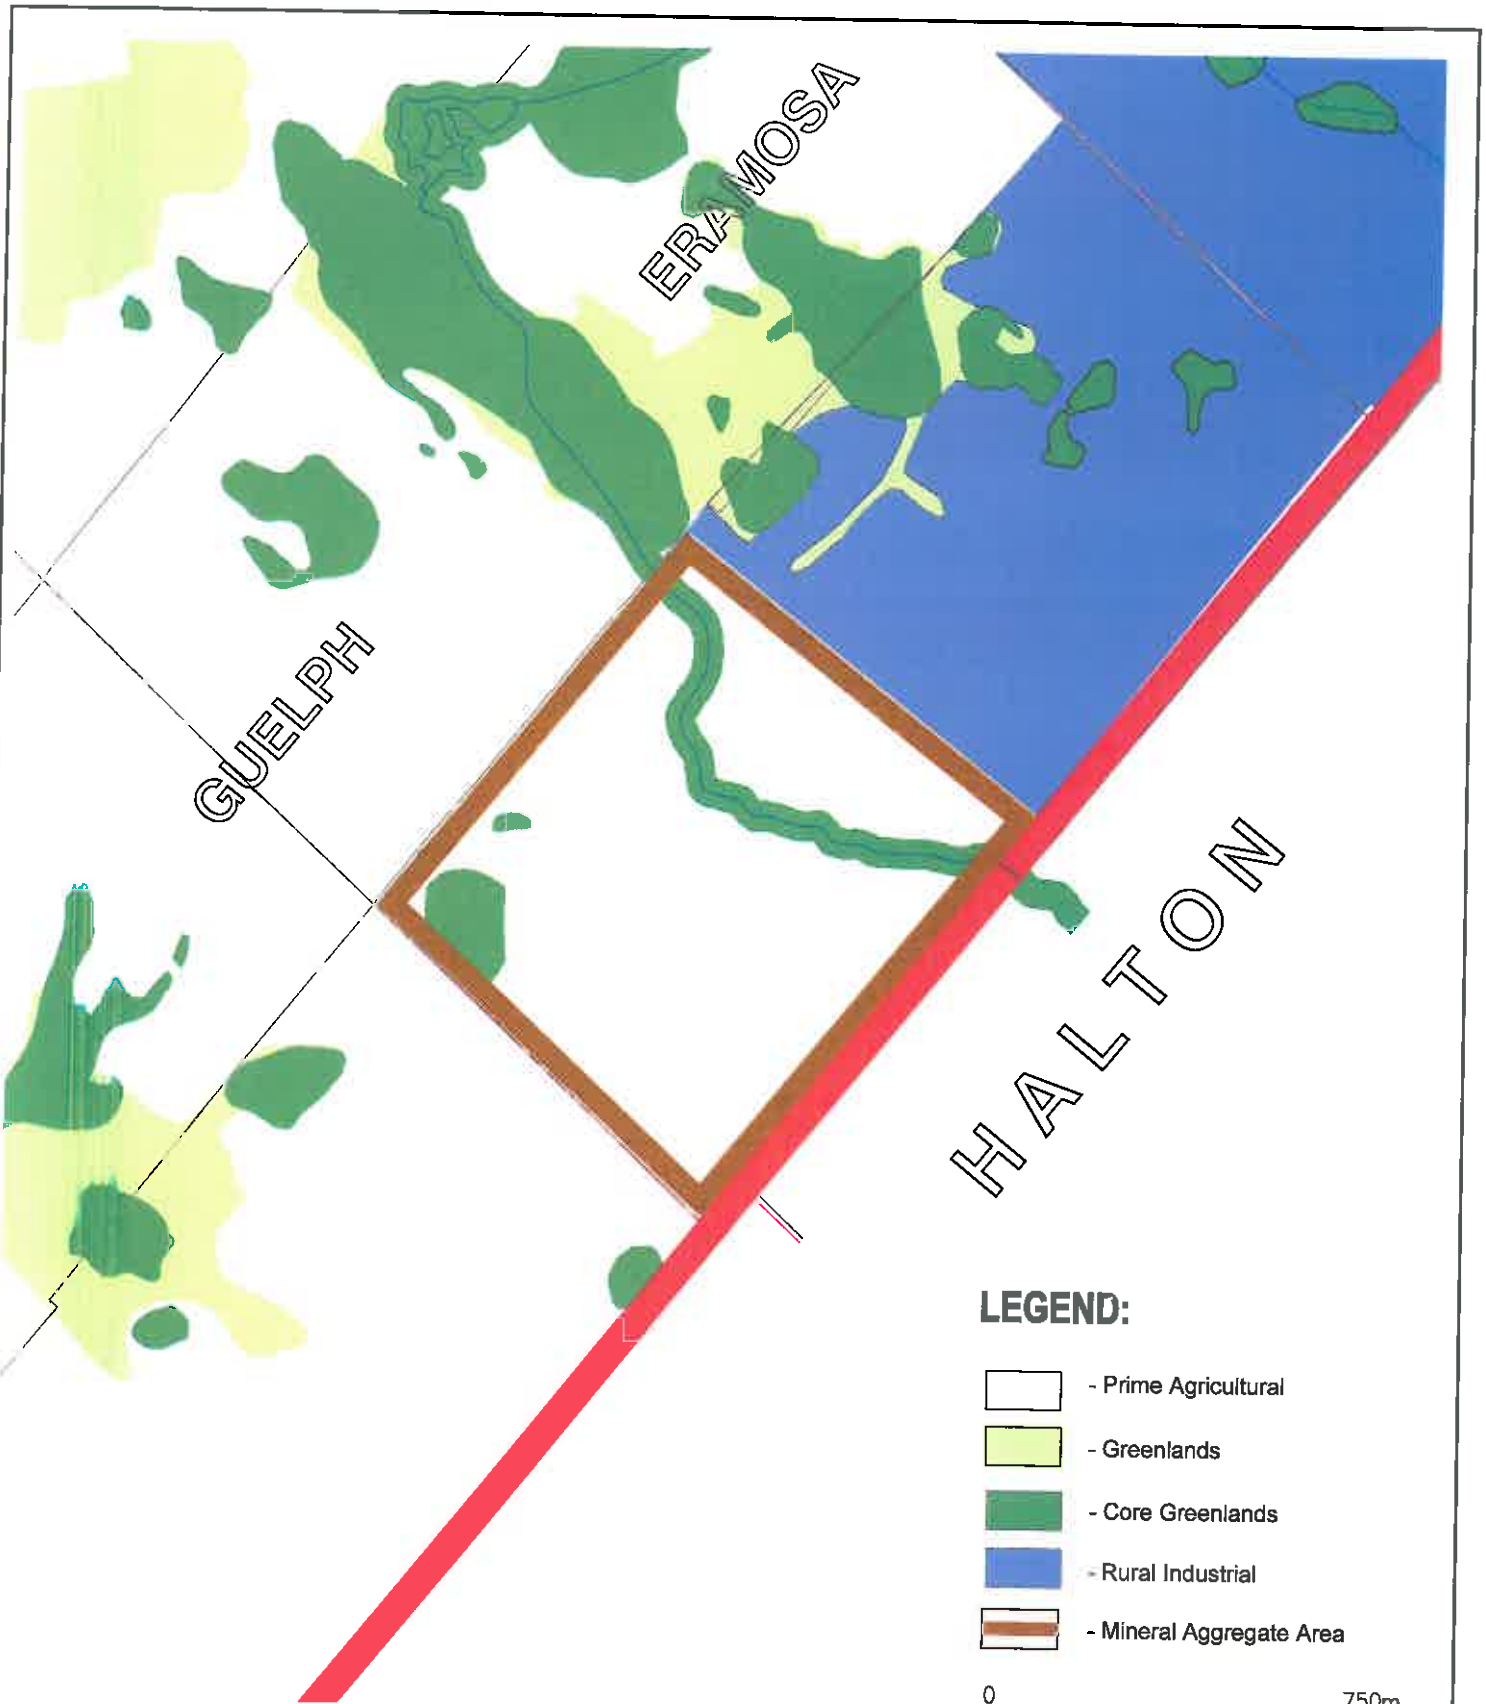 ERAMOSA
GUELPH
HALTON
LEGEND:
- Prime Agricultural
- Greenlands
- Core Greenlands
- Rural Industrial
- Mineral Aggregate Area
0 750m